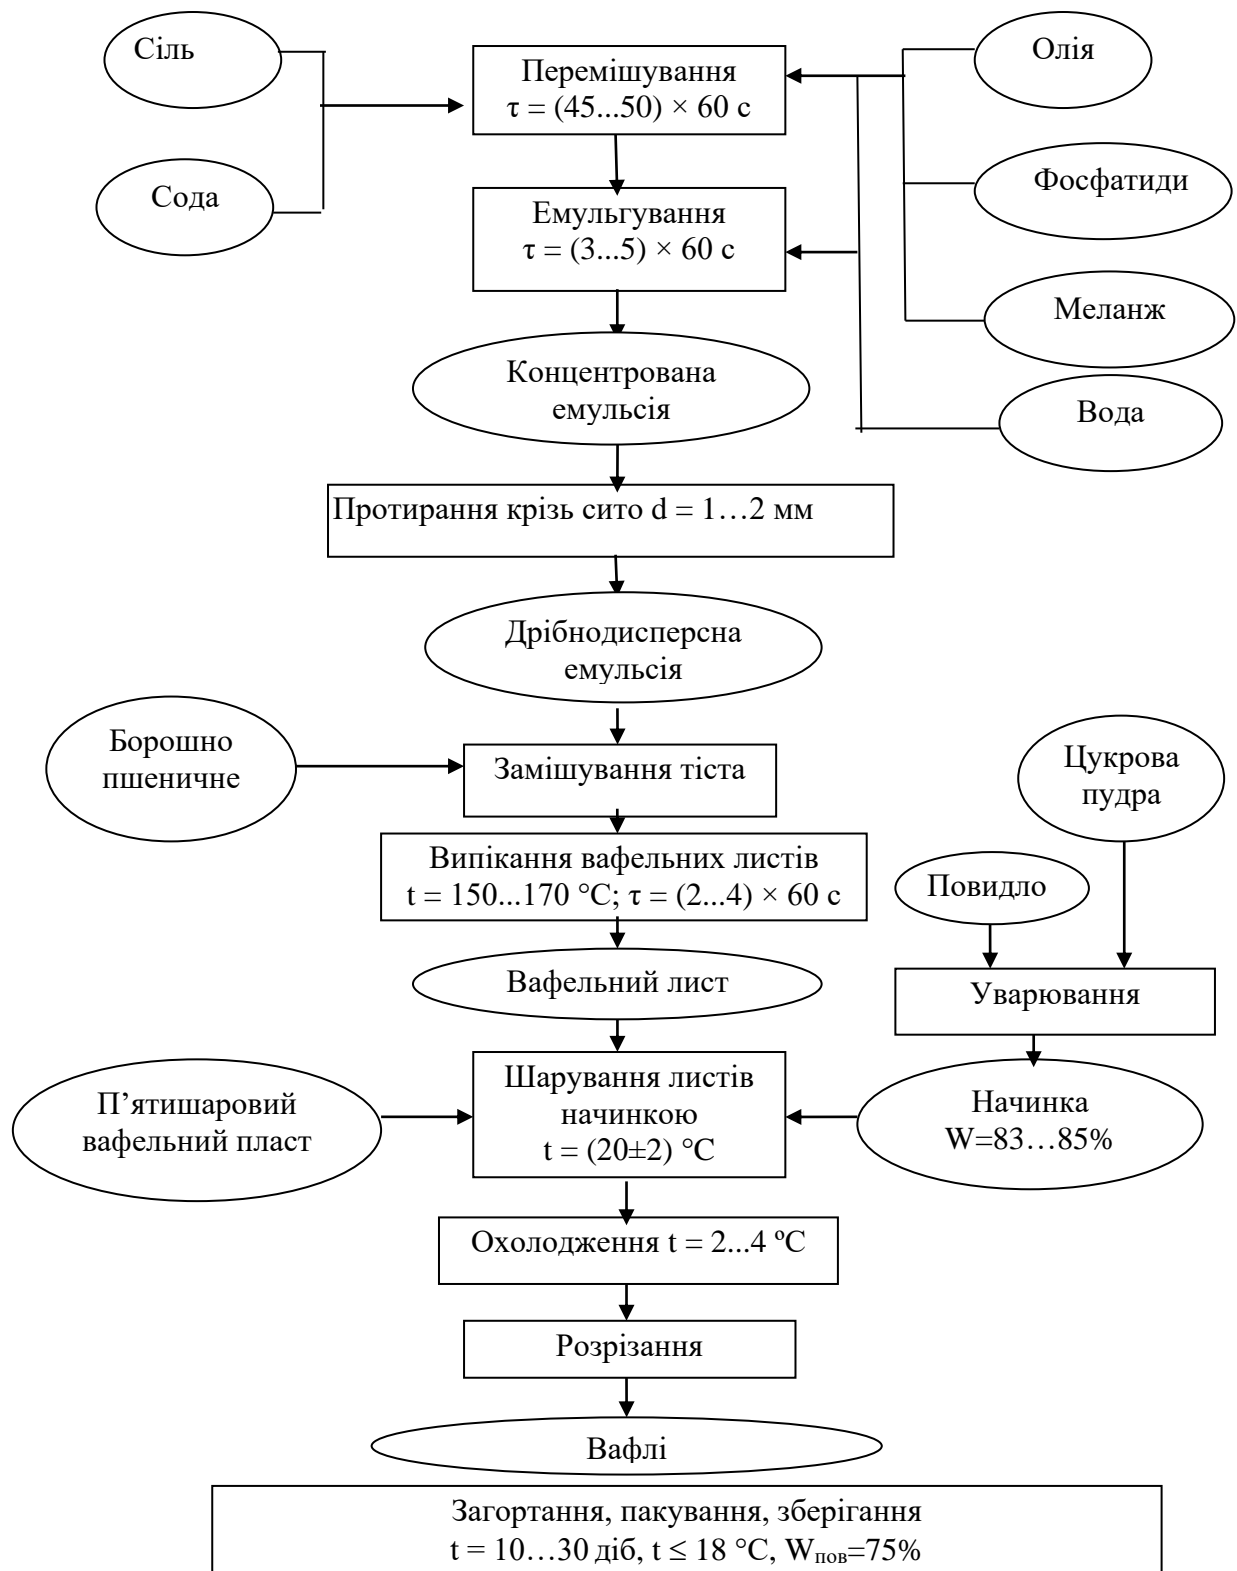 Сіль
Перемішування
τ = (45...50) × 60 с
Олія
Сода
Емульгування
τ = (3...5) × 60 с
Фосфатиди
Меланж
Концентрована
емульсія
Вода
Протирання крізь сито d = 1…2 мм
Дрібнодисперсна
емульсія
Борошно
пшеничне
Замішування тіста
Цукрова
пудра
Випікання вафельних листів
t = 150...170 °С; τ = (2...4) × 60 с
Повидло
Вафельний лист
Уварювання
П’ятишаровий
вафельний пласт
Шарування листів
начинкою
t = (20±2) °С
Начинка
W=83…85%
Охолодження t = 2...4 ºС
Розрізання
Вафлі
Загортання, пакування, зберігання
t = 10…30 діб, t ≤ 18 °С, Wпов=75%